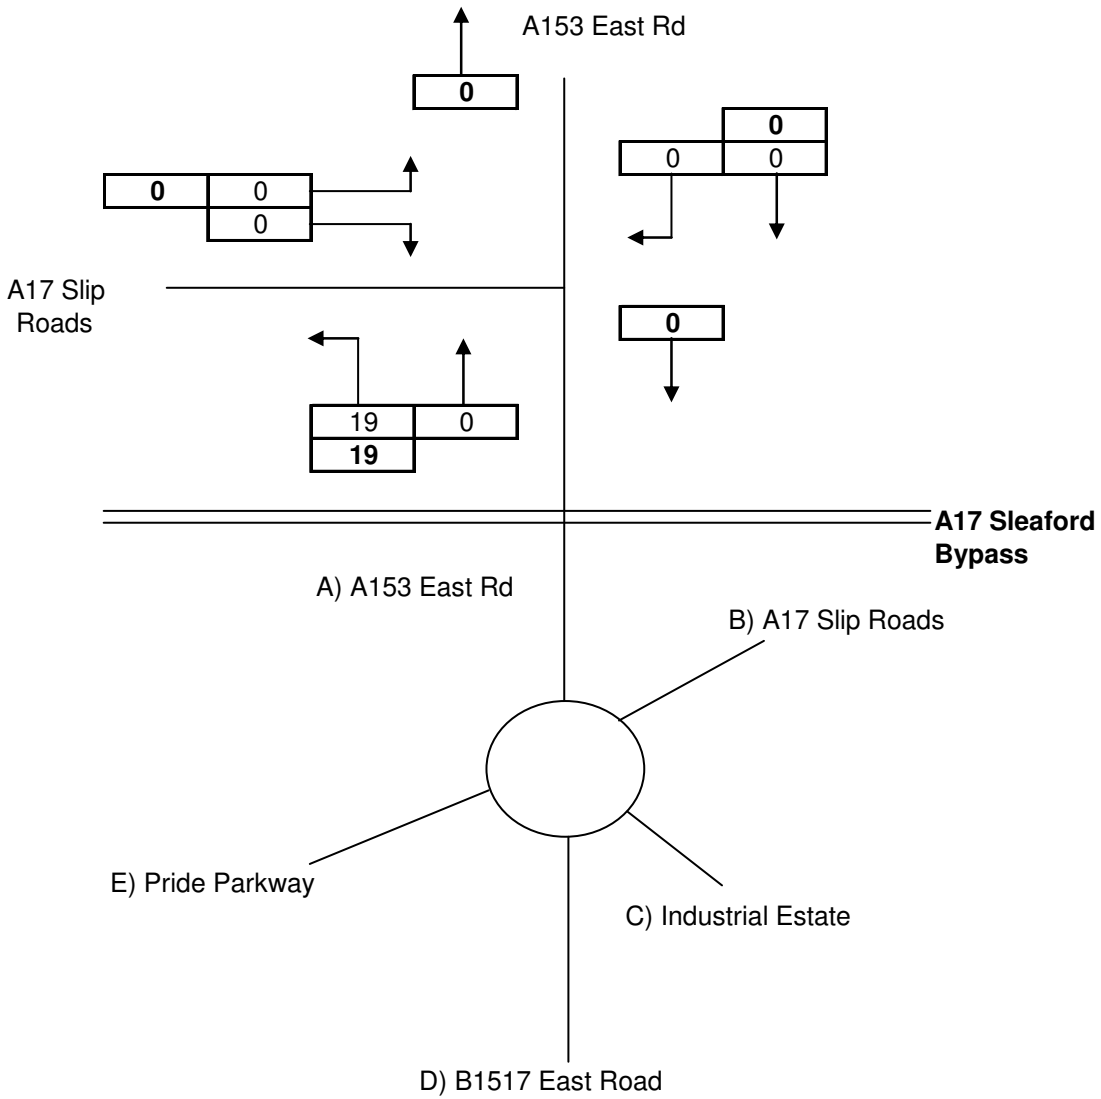 A153 East Rd
0
0
0 0
0 0
0
A17 Slip
Roads
0
19 0
19
A17 Sleaford
Bypass
A) A153 East Rd
B) A17 Slip Roads
E) Pride Parkway
C) Industrial Estate
D) B1517 East Road